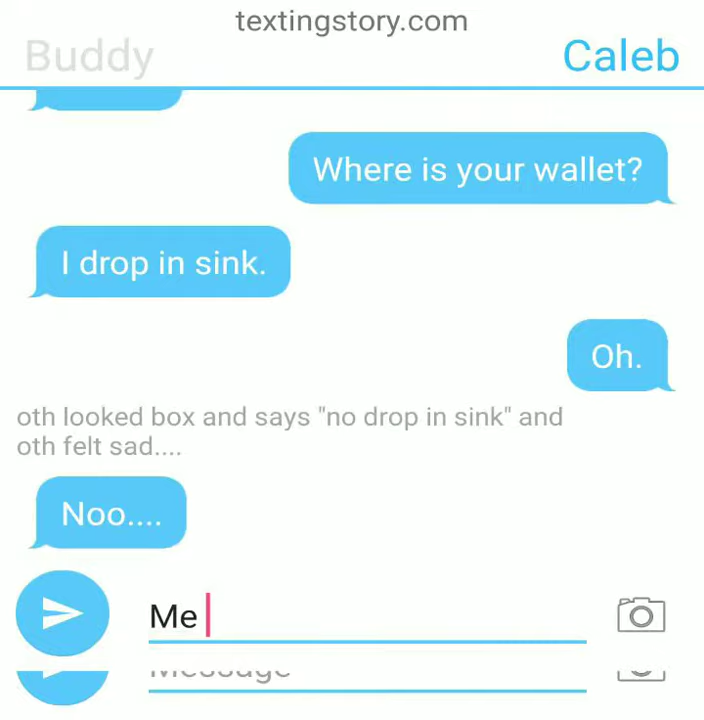 textingstory.com
Buddy
Caleb
Where is your wallet?
I drop in sink.
Oh.
oth looked box and says "no drop in sink" and
oth felt sad....
Noo....
Me